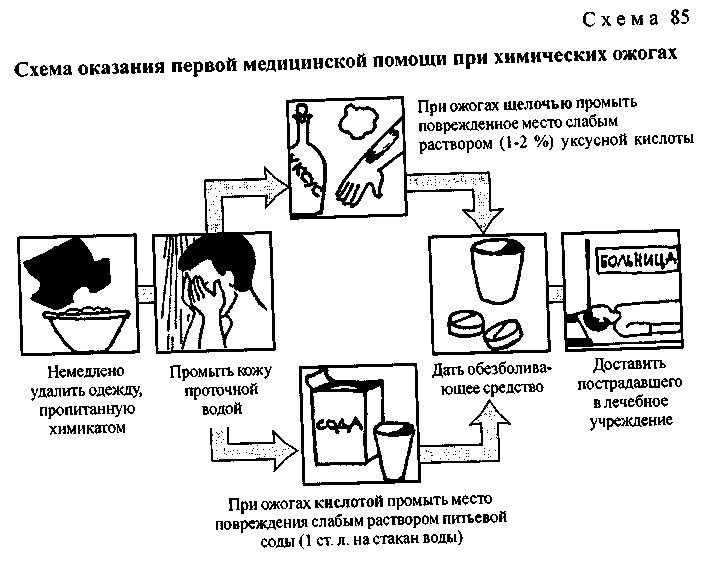 Схема 85
Схема оказания первой медицинской помощи при химических ожогах
При ожогах щелочью промыть
поврежденное место слабым
раствором (1-2 %) уксусной кислоты
УКСУС
БОЛЬНИЦА
Немедлено
удалить одежду,
пропитанную
химикатом
Промыть кожу
проточной
водой
Дать обезболива-
ющее средство
Доставить
пострадавшего
в лечебное
учреждение
СОДА
При ожогах кислотой промыть место
повреждения слабым раствором питьевой
соды (1 ст. л. на стакан воды)